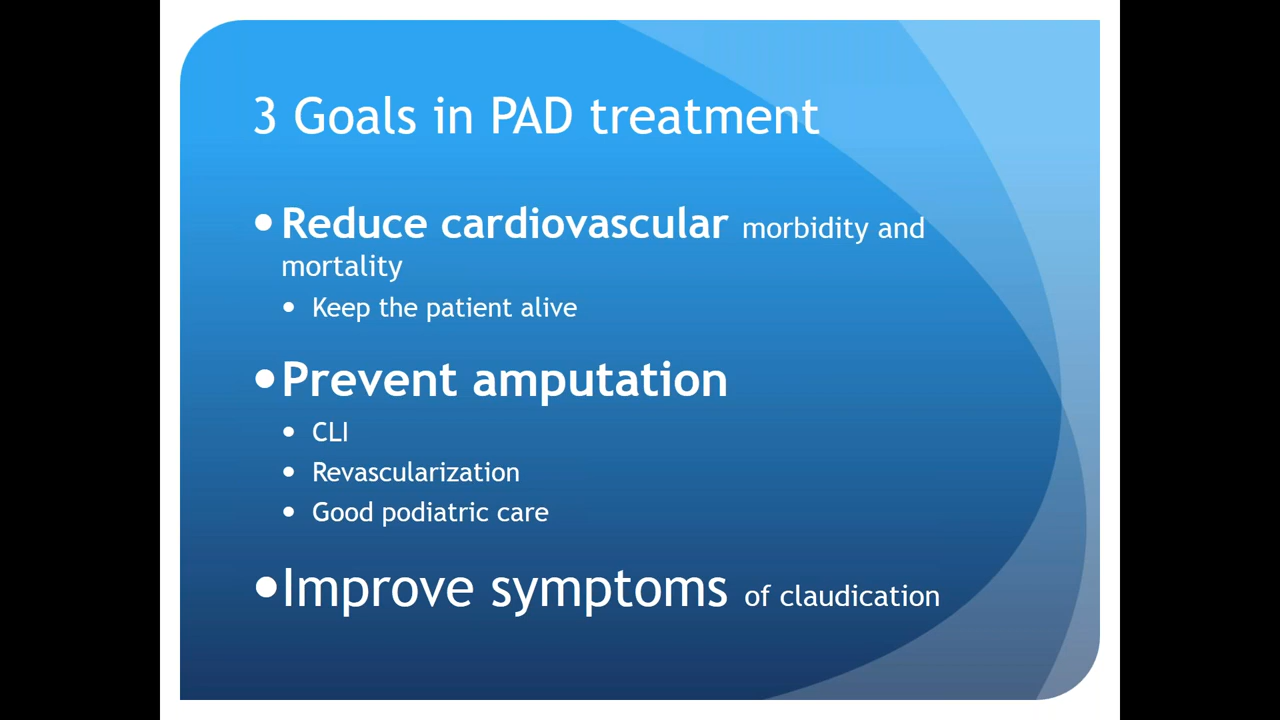 3 Goals in PAD treatment
• Reduce cardiovascular morbidity and
mortality
• Keep the patient alive
• Prevent amputation
• CLI
• Revascularization
• Good podiatric care
• Improve symptoms of claudication